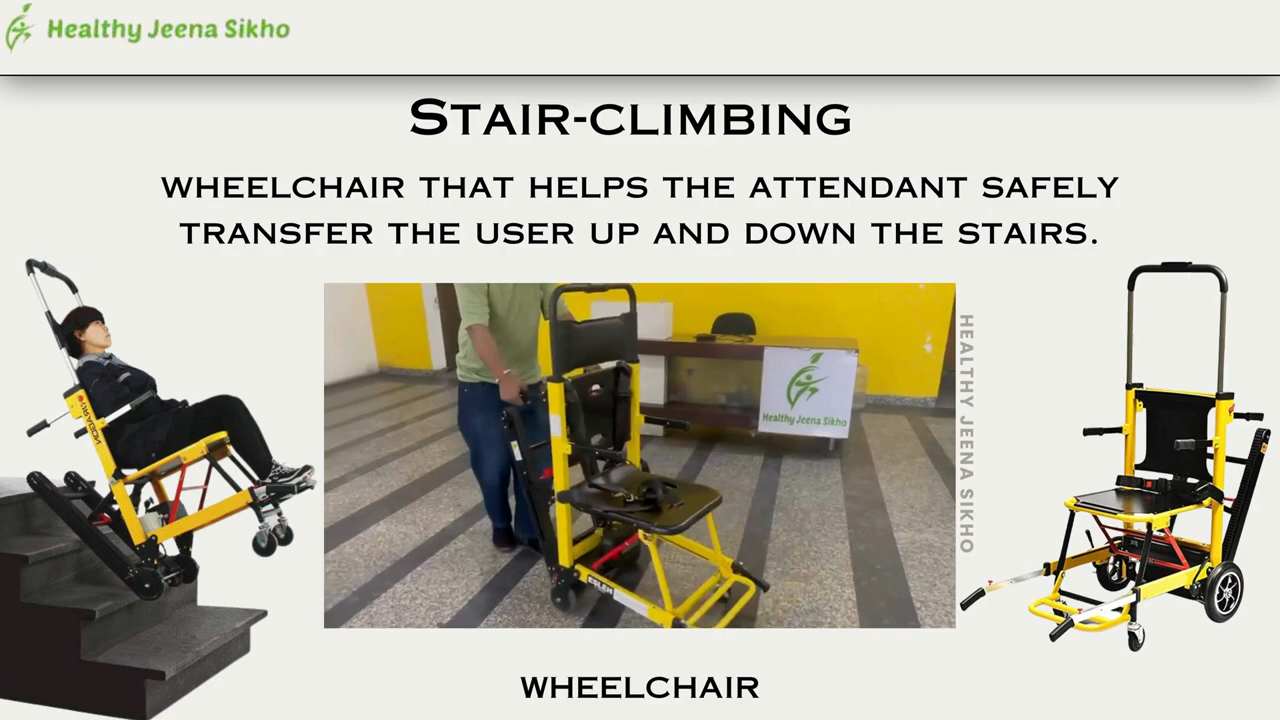 Healthy Jeena Sikho
STAIR-CLIMBING
WHEELCHAIR THAT HELPS THE ATTENDANT SAFELY
TRANSFER THE USER UP AND DOWN THE STAIRS.
Healthy Jeena Sikho
HEALTHY JEENA SIKHO
WHEELCHAIR